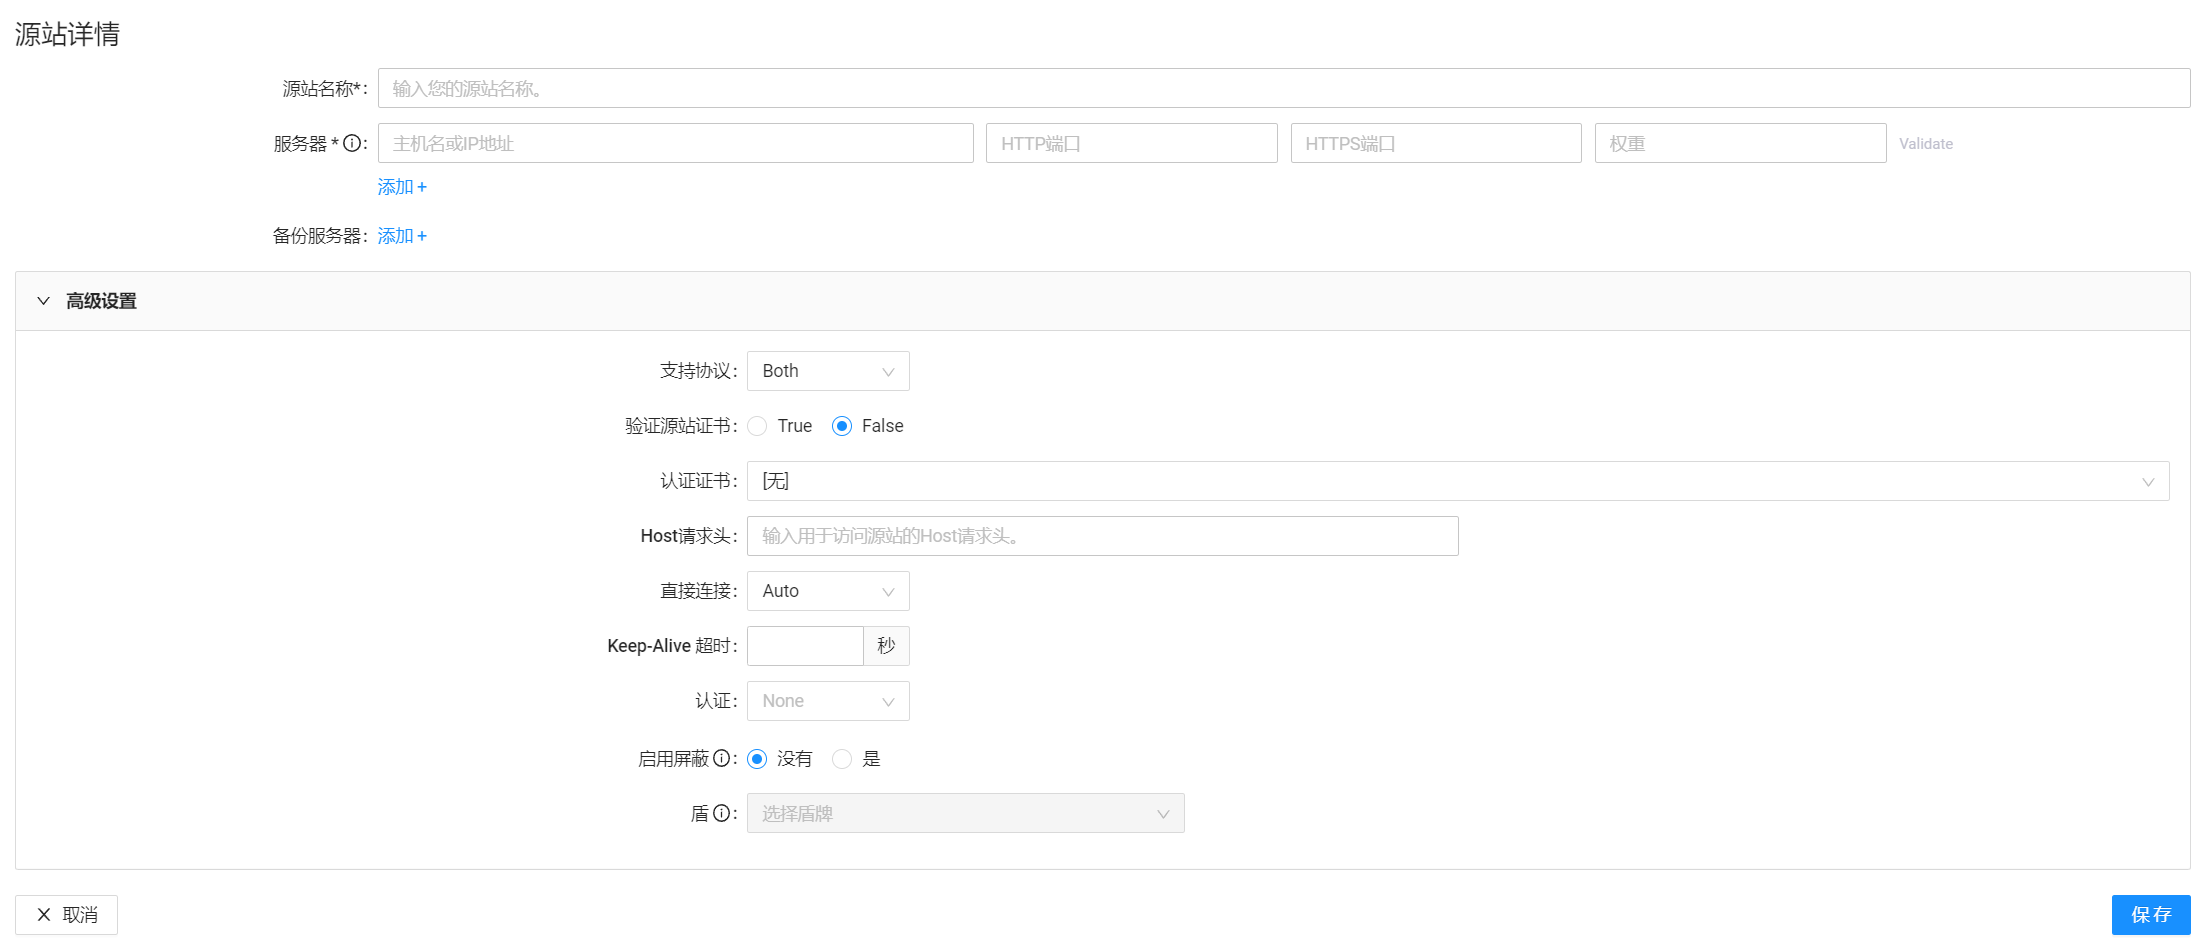 源站详情
源站名称*: 输入您的源站名称。
服务器 * : 主机名或IP地址 HTTP端口 HTTPS端口 权重 Validate
添加 +
备份服务器: 添加 +
高级设置
支持协议: Both
验证源站证书: True False
认证证书: [无]
Host请求头: 输入用于访问源站的Host请求头。
直接连接: Auto
Keep-Alive 超时: 秒
认证: None
启用屏蔽 : 没有 是
盾 : 选择盾牌
取消 保存